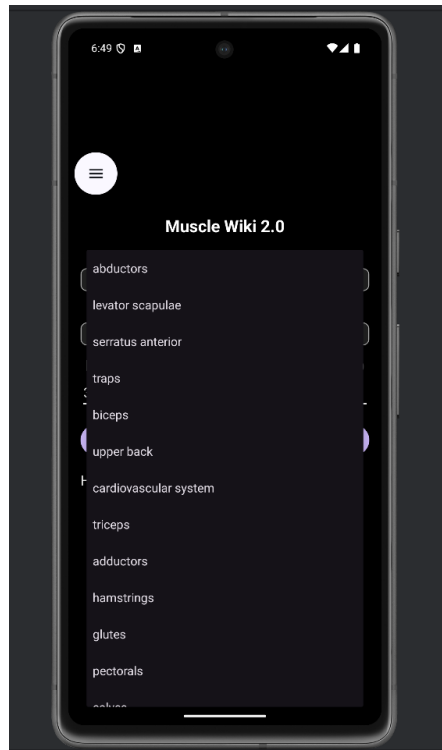 6:49
Muscle Wiki 2.0
abductors
levator scapulae
serratus anterior
traps
biceps
upper back
cardiovascular system
triceps
adductors
hamstrings
glutes
pectorals